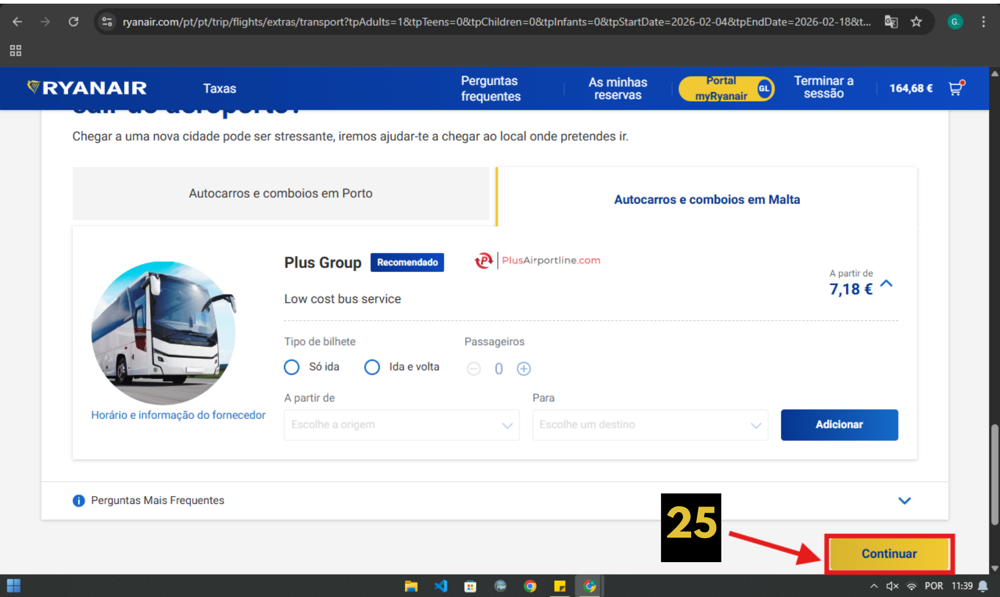 ryanair.com/pt/pt/trip/flights/extras/transport?tpAdults=1&tpTeens=0&tpChildren=0&tpInfants=0&tpStartDate=2026-02-04&tpEndDate=2026-02-18&t...
G.
RYANAIR
Taxas
Perguntas
frequentes
As minhas
reservas
Portal
myRyanair
GL
Terminar a
sessão
164,68 €
sair do aeroporto?
Chegar a uma nova cidade pode ser stressante, iremos ajudar-te a chegar ao local onde pretendes ir.
Autocarros e comboios em Porto
Autocarros e comboios em Malta
Plus Group
Recomendado
PlusAirportline.com
A partir de
7,18 €
Low cost bus service
Tipo de bilhete
Passageiros
Só ida
Ida e volta
0
A partir de
Para
Horário e informação do fornecedor
Escolhe a origem
Escolhe um destino
Adicionar
Perguntas Mais Frequentes
25
Continuar
POR
11:39